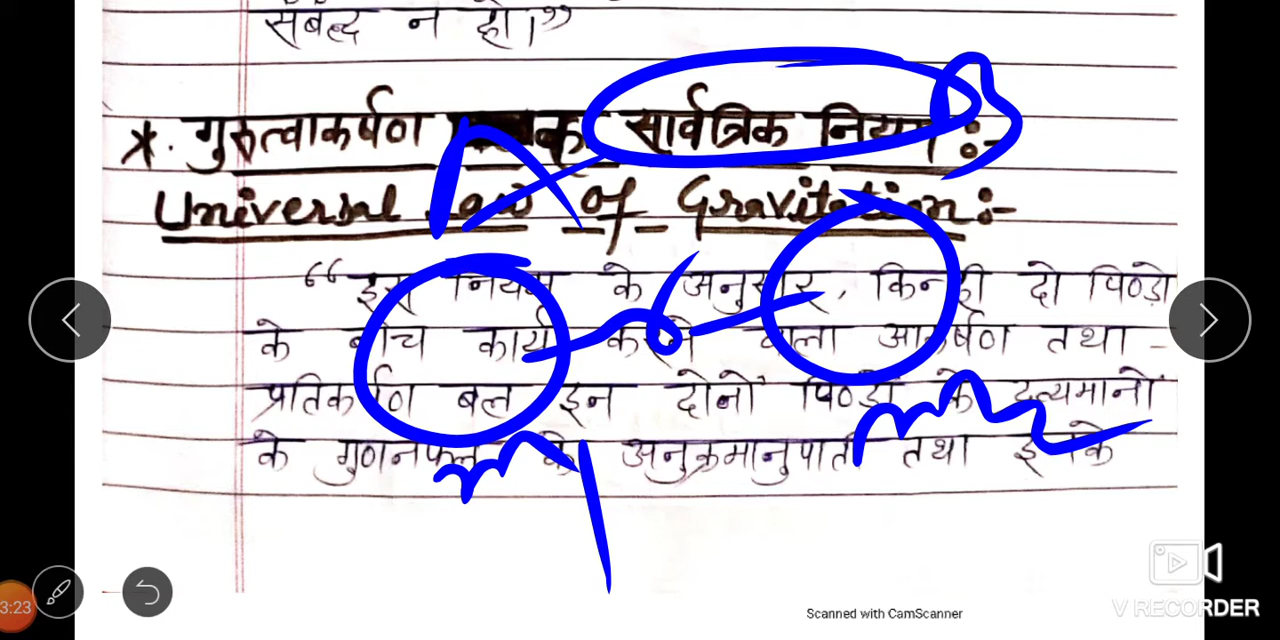 संबंद्ध न हो।”
*. गुरुत्वाकर्षण का सार्वत्रिक नियम :-
Universal Law of Gravitation :-
“इस नियम के अनुसार, किन्ही दो पिण्डो
के बीच कार्य करने वाला आकर्षण तथा -
प्रतिकर्षण बल इन दोनों पिण्डो के द्रव्यमानों
के गुणनफल के अनुक्रमानुपाती तथा इनके
3:23
Scanned with CamScanner
V RECORDER